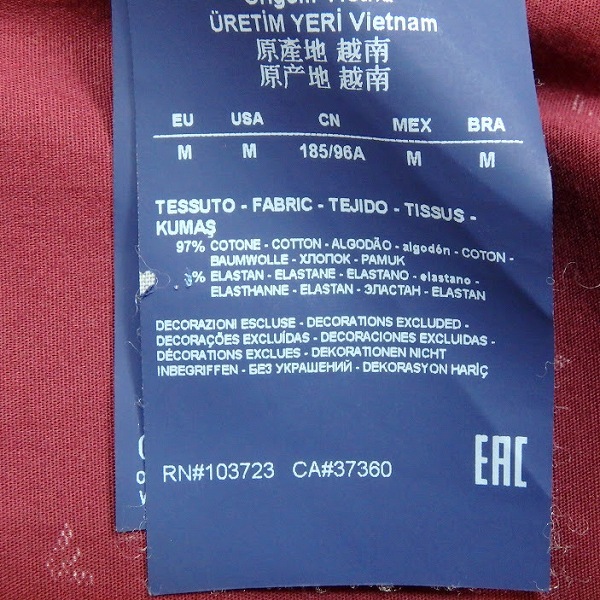 ÜRETİM YERİ Vietnam
原產地 越南
原产地 越南
EU USA CN MEX BRA
M M 185/96A M M
TESSUTO - FABRIC - TEJIDO - TISSUS -
KUMAŞ
97% COTONE - COTTON - ALGODÃO - algodón - COTON -
BAUMWOLLE - ХЛОПОК - PAMUK
% ELASTAN - ELASTANE - ELASTANO - elastano -
ELASTHANNE - ELASTAN - ЭЛАСТАН - ELASTAN
DECORAZIONI ESCLUSE - DECORATIONS EXCLUDED -
DECORAÇÕES EXCLUÍDAS - DECORACIONES EXCLUIDAS -
DÉCORATIONS EXCLUES - DEKORATIONEN NICHT
INBEGRIFFEN - БЕЗ УКРАШЕНИЙ - DEKORASYON HARİÇ
RN#103723 CA#37360
EAC